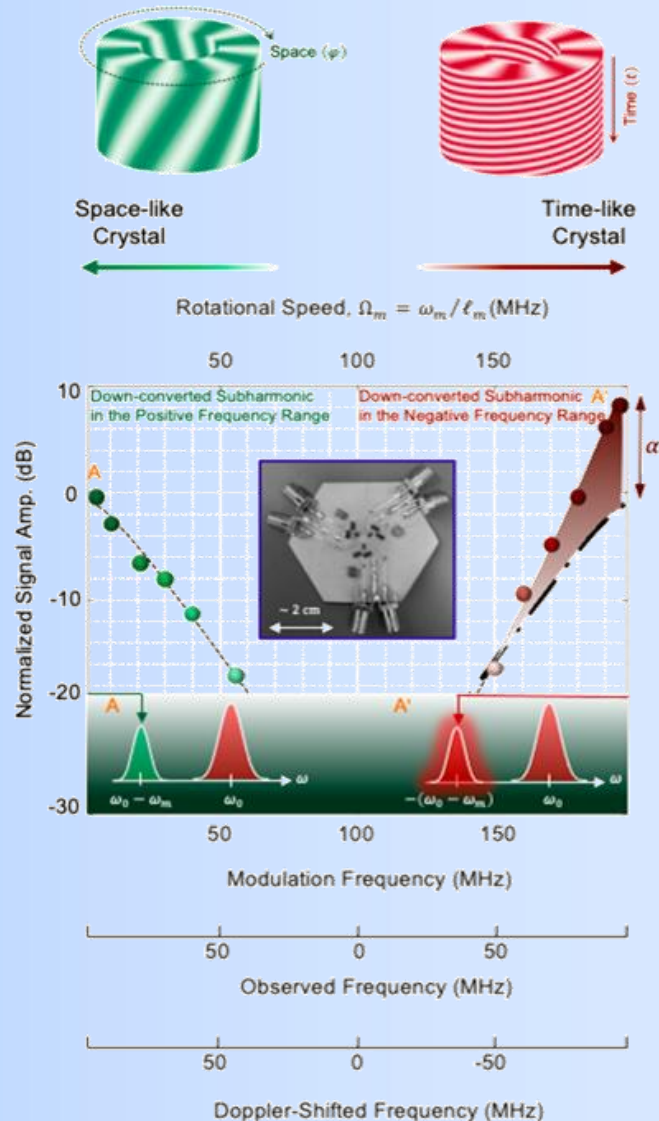 Space (φ)
Time (t)
Space-like
Crystal
Time-like
Crystal
Rotational Speed, Ωₘ = ωₘ/ℓₘ(MHz)
50 100 150
Down-converted Subharmonic
in the Positive Frequency Range
Down-converted Subharmonic
in the Negative Frequency Range
A'
A
α
Normalized Signal Amp. (dB)
10
0
-10
-20
-30
~ 2 cm
A
A'
ω
ω
ω₀ − ωₘ
ω₀
−(ω₀ − ωₘ)
ω₀
50 100 150
Modulation Frequency (MHz)
50 0 50
Observed Frequency (MHz)
50 0 -50
Doppler-Shifted Frequency (MHz)